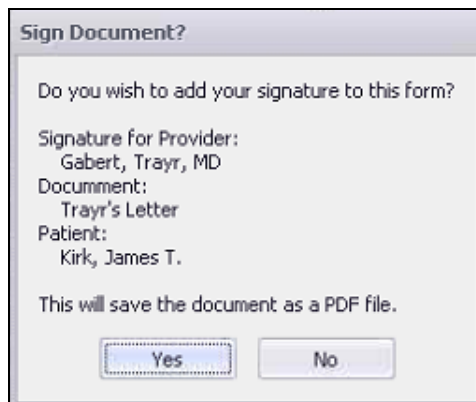 Sign Document?
Do you wish to add your signature to this form?
Signature for Provider:
Gabert, Trayr, MD
Documment:
Trayr's Letter
Patient:
Kirk, James T.
This will save the document as a PDF file.
Yes No